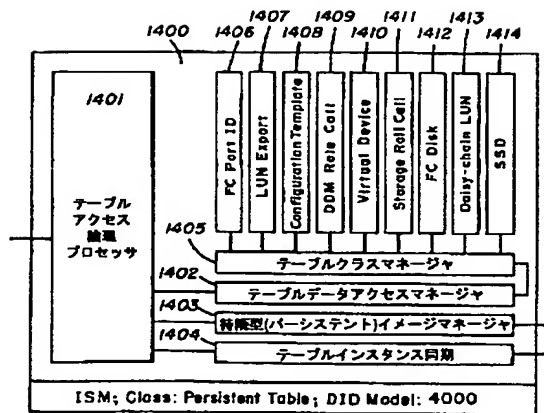 1400
1406
1407
1408
1409
1410
1411
1412
1413
1414
1401
テーブル
アクセス
論理
プロセッサ
FC Port ID
LUN Export
Configuration Template
DDM Role Call
Virtual Device
Storage Roll Call
FC Disk
Daisy-chain LUN
SSD
1405
テーブルクラスマネージャ
1402
テーブルデータアクセスマネージャ
1403
持続型(パーシステント)イメージマネージャ
1404
テーブルインスタンス同期
ISM; Class: Persistent Table; DID Model: 4000